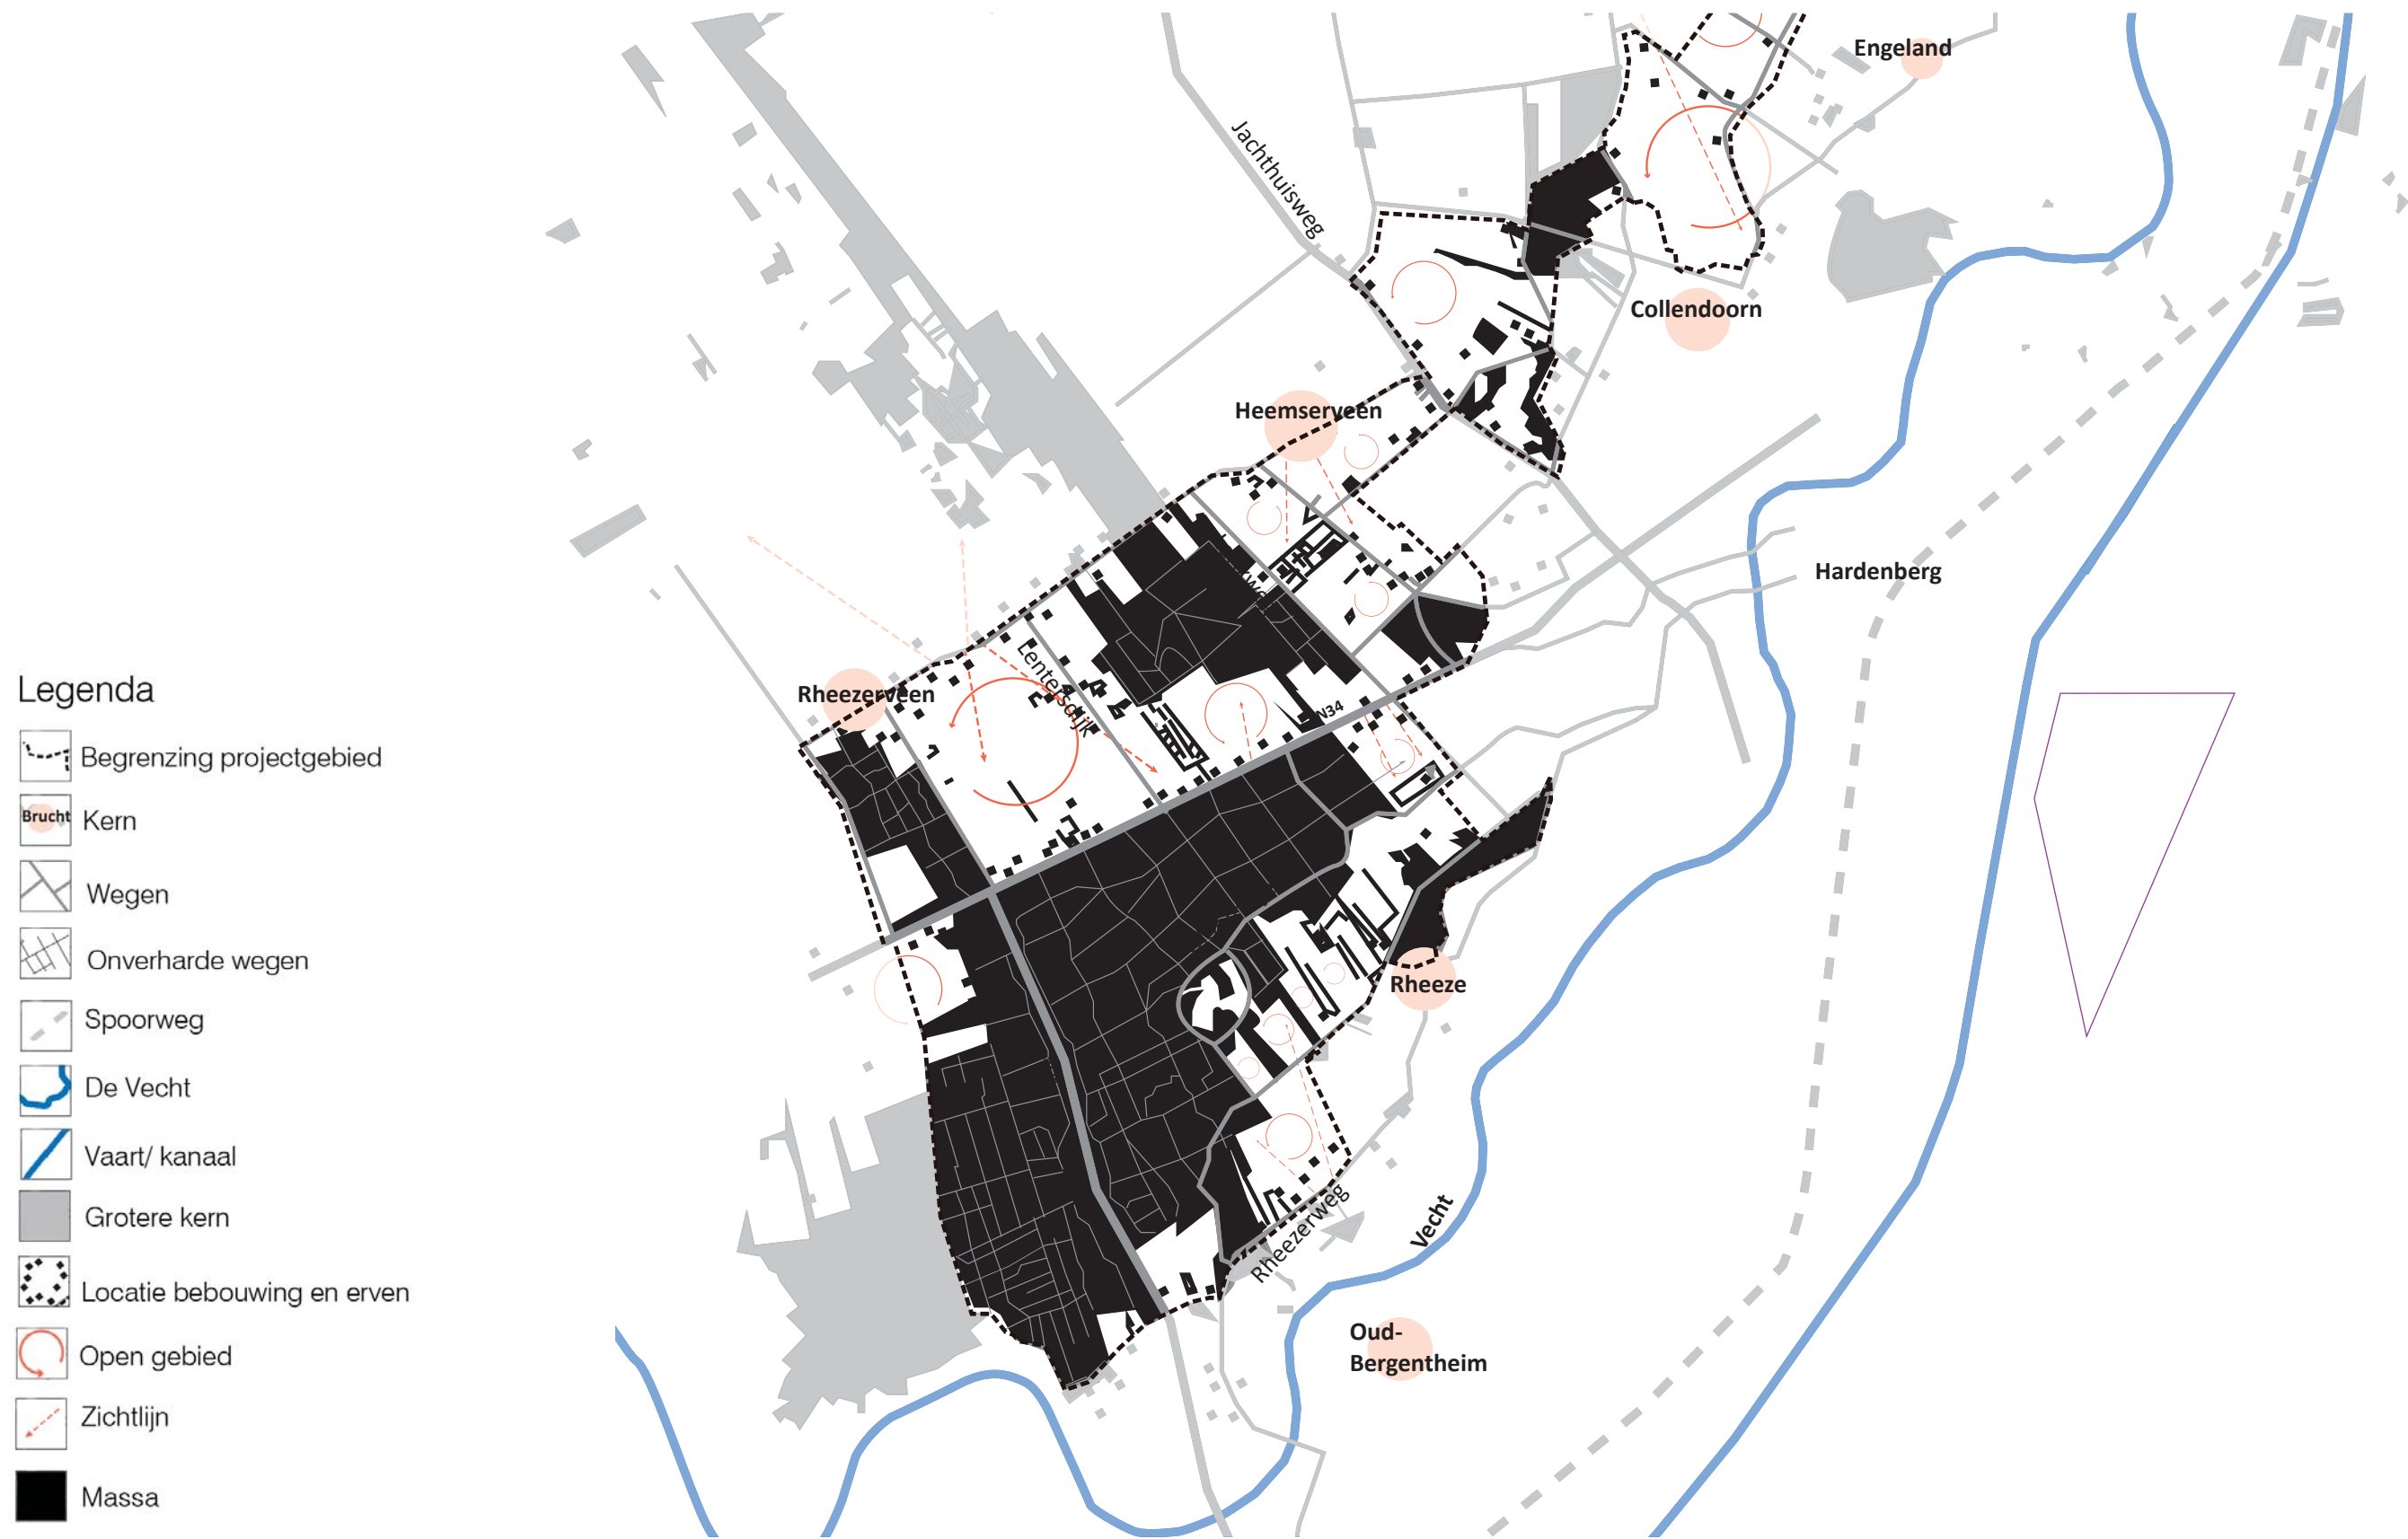 Engeland
Jachthuisweg
Collendoorn
Heemserveen
Hardenberg
Lentersdijk
Rheezerveen
N34
Rheeze
Rheezerweg
Vecht
Oud-
Bergentheim
Legenda
Begrenzing projectgebied
Brucht
Kern
Wegen
Onverharde wegen
Spoorweg
De Vecht
Vaart/ kanaal
Grotere kern
Locatie bebouwing en erven
Open gebied
Zichtlijn
Massa